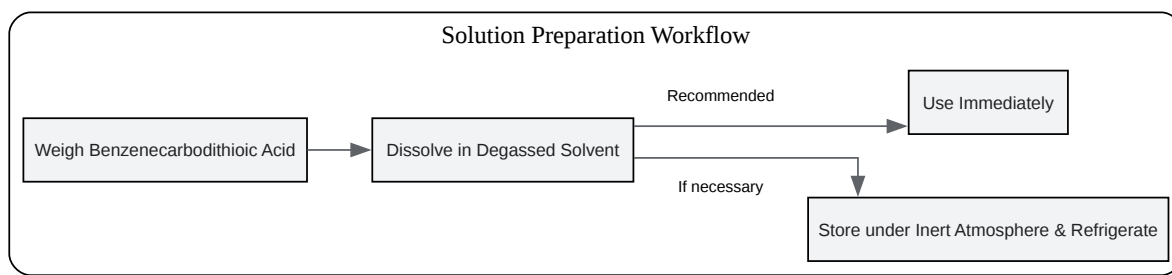 Solution Preparation Workflow
Weigh Benzenecarbodithioic Acid
Dissolve in Degassed Solvent
Recommended
Use Immediately
If necessary
Store under Inert Atmosphere & Refrigerate